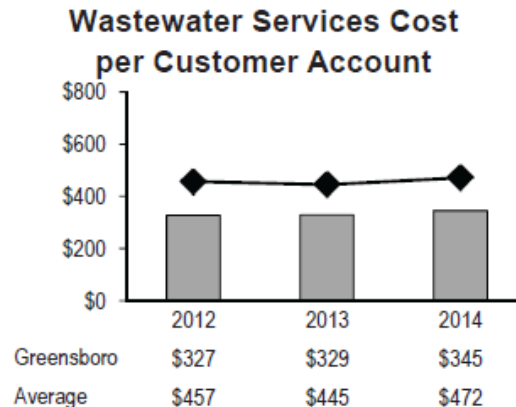 Wastewater Services Cost
per Customer Account
$800
$600
$400
$200
$0
2012 2013 2014
Greensboro $327 $329 $345
Average $457 $445 $472